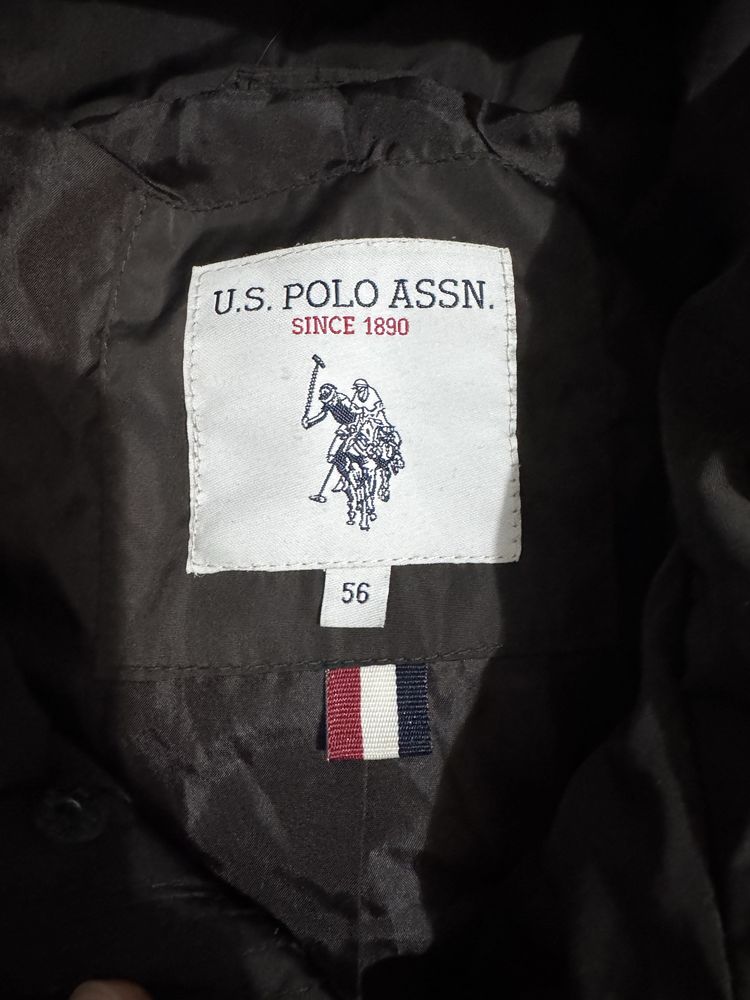 U.S. POLO ASSN.
SINCE 1890
56